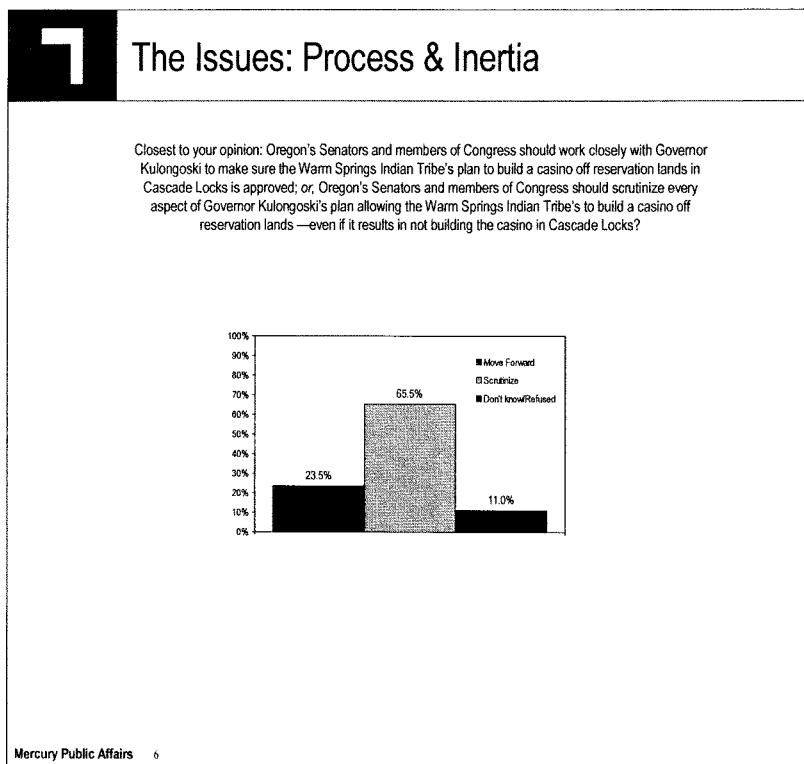 The Issues: Process & Inertia
Closest to your opinion: Oregon's Senators and members of Congress should work closely with Governor
Kulongoski to make sure the Warm Springs Indian Tribe's plan to build a casino off reservation lands in
Cascade Locks is approved; or, Oregon's Senators and members of Congress should scrutinize every
aspect of Governor Kulongoski's plan allowing the Warm Springs Indian Tribe's to build a casino off
reservation lands —even if it results in not building the casino in Cascade Locks?
100%
90%
80%
70%
60%
50%
40%
30%
20%
10%
0%
23.5%
65.5%
11.0%
Move Forward
Scrutinize
Don't know/Refused
Mercury Public Affairs 6